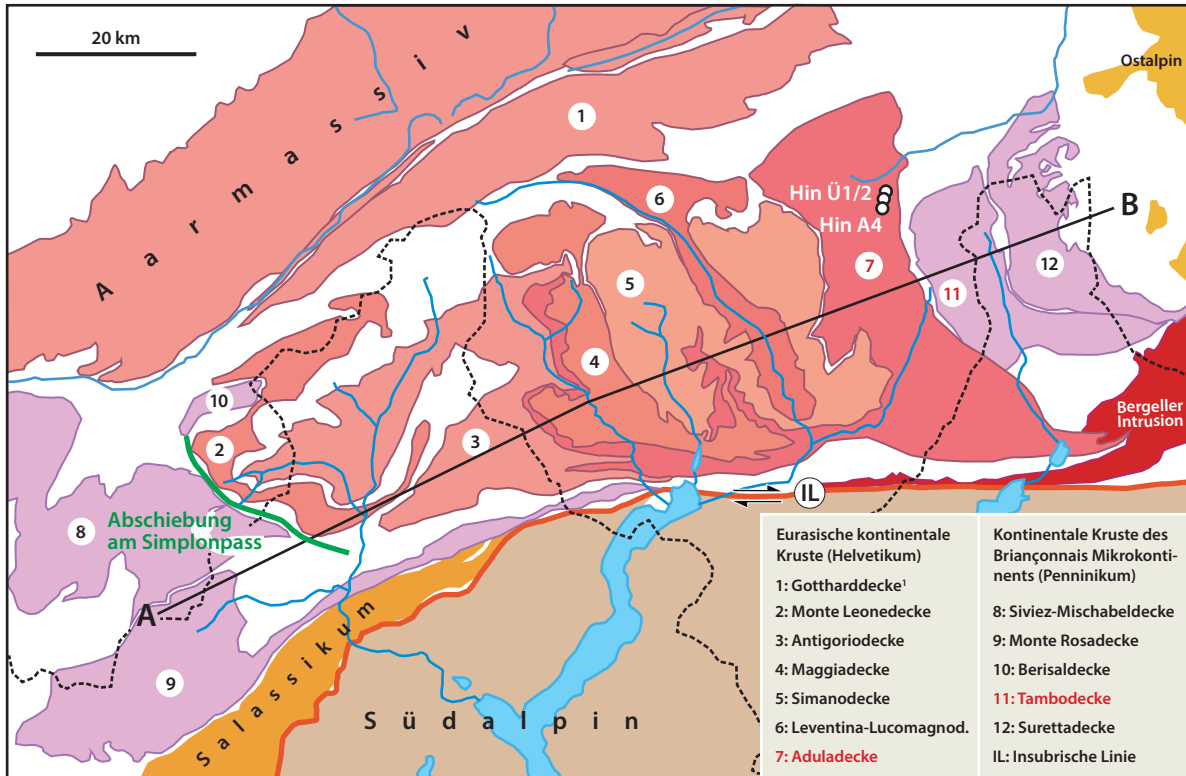 20 km
Aarmassiv
Ostalpin
1
6
Hin Ü1/2
Hin A4
B
7
5
12
11
4
10
Bergeller
Intrusion
2
3
IL
8
Abschiebung
am Simplonpass
A
9
Salassikum
Südalpin
Eurasische kontinentale
Kruste (Helvetikum)
1: Gottharddecke¹
2: Monte Leonedecke
3: Antigoriodecke
4: Maggiadecke
5: Simanodecke
6: Leventina-Lucomagnod.
7: Aduladecke
Kontinentale Kruste des
Briançonnais Mikrokonti-
nents (Penninikum)
8: Siviez-Mischabeldecke
9: Monte Rosadecke
10: Berisaldecke
11: Tambodecke
12: Surettadecke
IL: Insubrische Linie